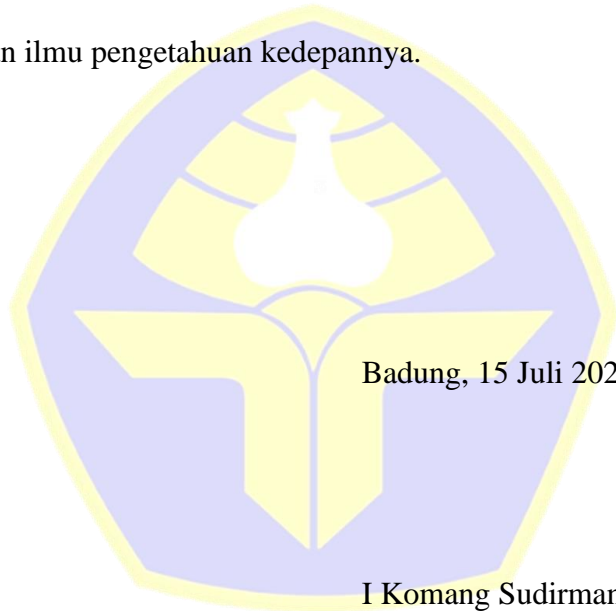 n ilmu pengetahuan kedepannya.
Badung, 15 Juli 202
I Komang Sudirman